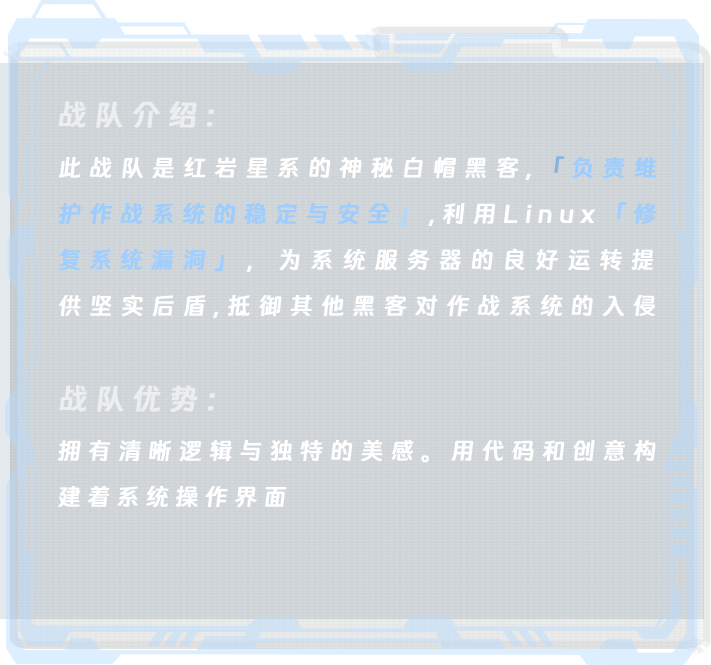 战队介绍:
此战队是红岩星系的神秘白帽黑客,「负责维
护作战系统的稳定与安全」,利用Linux「修
复系统漏洞」,为系统服务器的良好运转提
供坚实后盾,抵御其他黑客对作战系统的入侵
战队优势:
拥有清晰逻辑与独特的美感。用代码和创意构
建着系统操作界面